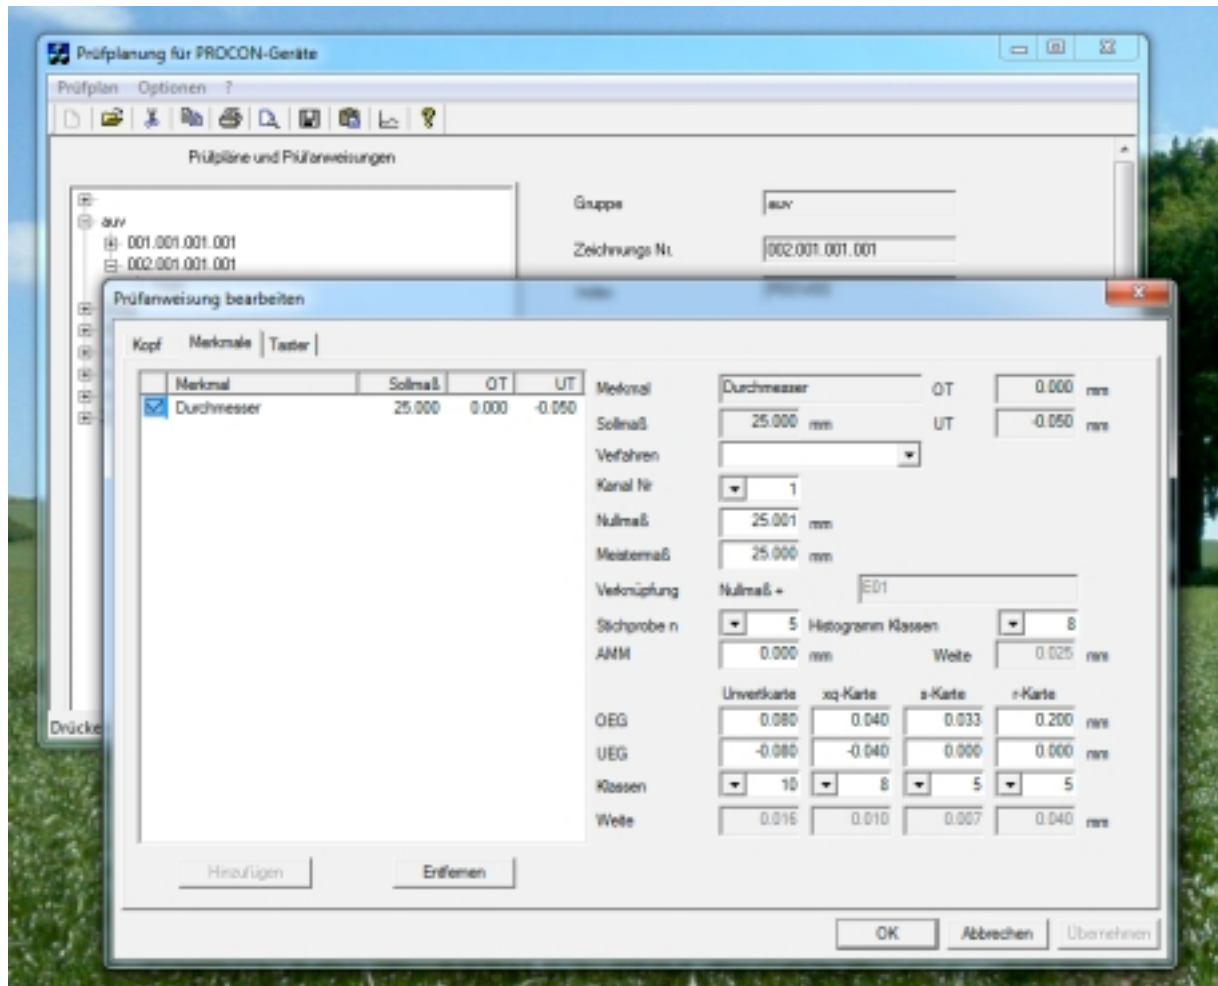 Prüfplanung für PROCON-Geräte
Prüfplan Optionen ?
Prüfpläne und Prüfanweisungen
auv
001.001.001.001
002.001.001.001
Gruppe auv
Zeichnungs Nr. 002.001.001.001
Drücke
Prüfanweisung bearbeiten
Kopf Merkmale Taster
Merkmal Sollmaß OT UT
Durchmesser 25.000 0.000 -0.050
Merkmal Durchmesser OT 0.000 mm
Sollmaß 25.000 mm UT -0.050 mm
Verfahren
Kanal Nr 1
Nullmaß 25.001 mm
Meistermaß 25.000 mm
Verknüpfung Nullmaß + E01
Stichprobe n 5 Histogramm Klassen 8
AMM 0.000 mm Weite 0.025 mm
Urwertkarte xq-Karte s-Karte r-Karte
OEG 0.080 0.040 0.033 0.200 mm
UEG -0.080 -0.040 0.000 0.000 mm
Klassen 10 8 5 5
Weite 0.016 0.010 0.007 0.040 mm
Hinzufügen Entfernen
OK Abbrechen Übernehmen